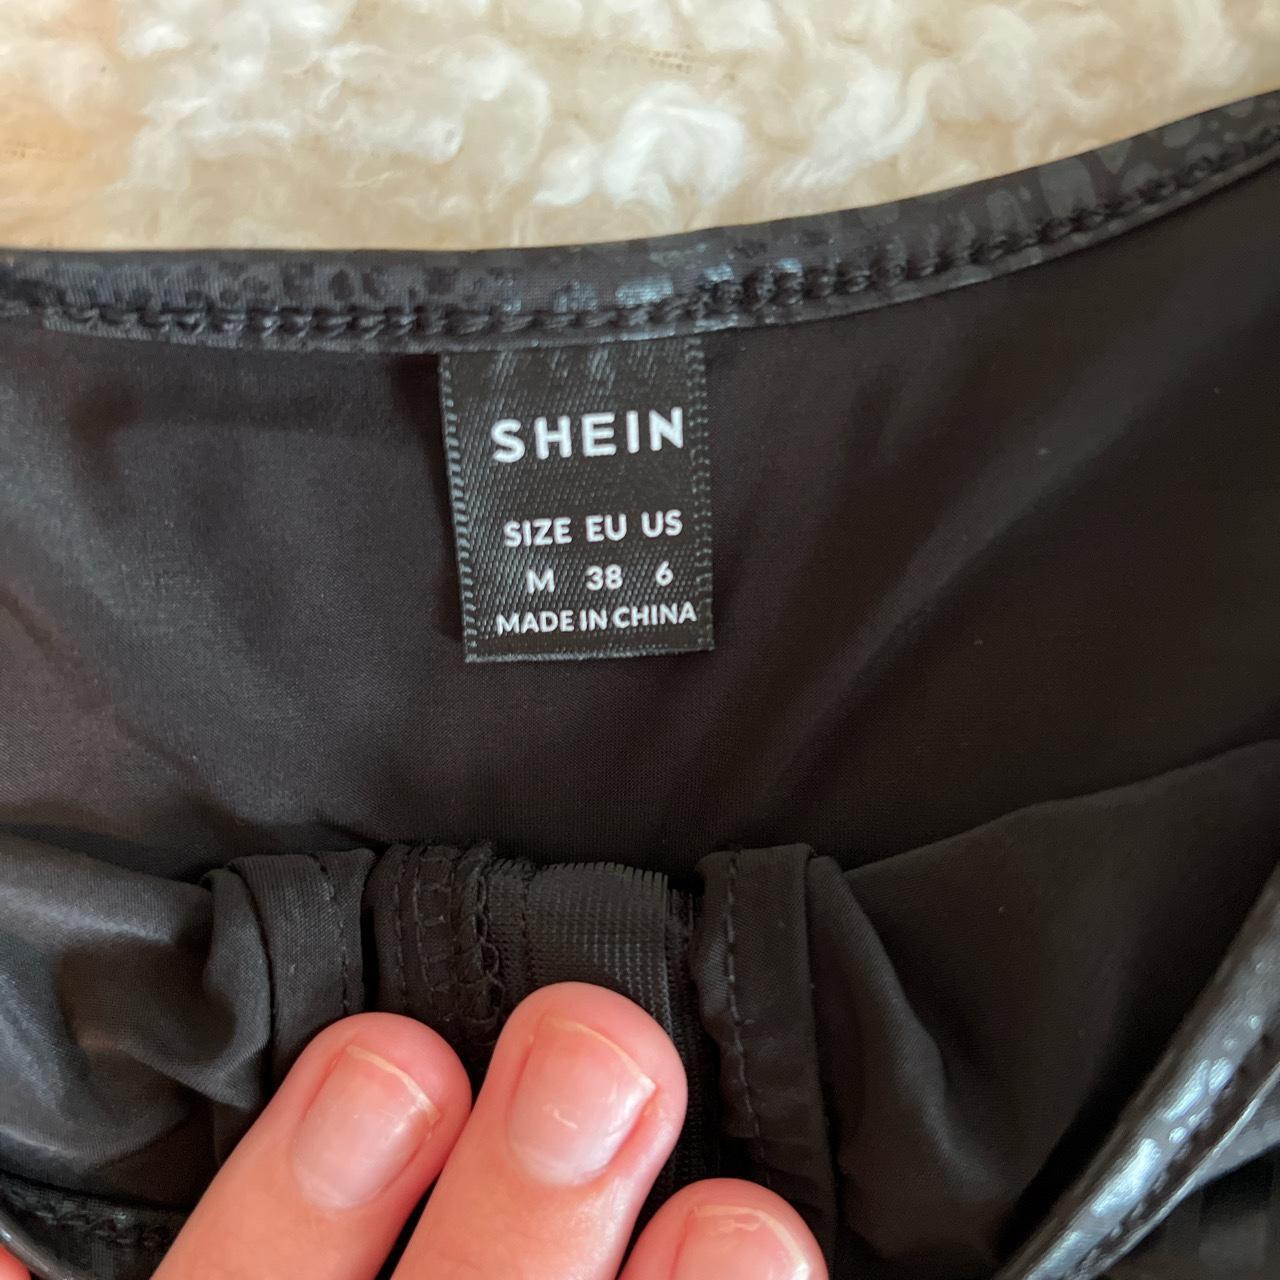 SHEIN
SIZE EU US
M 38 6
MADE IN CHINA